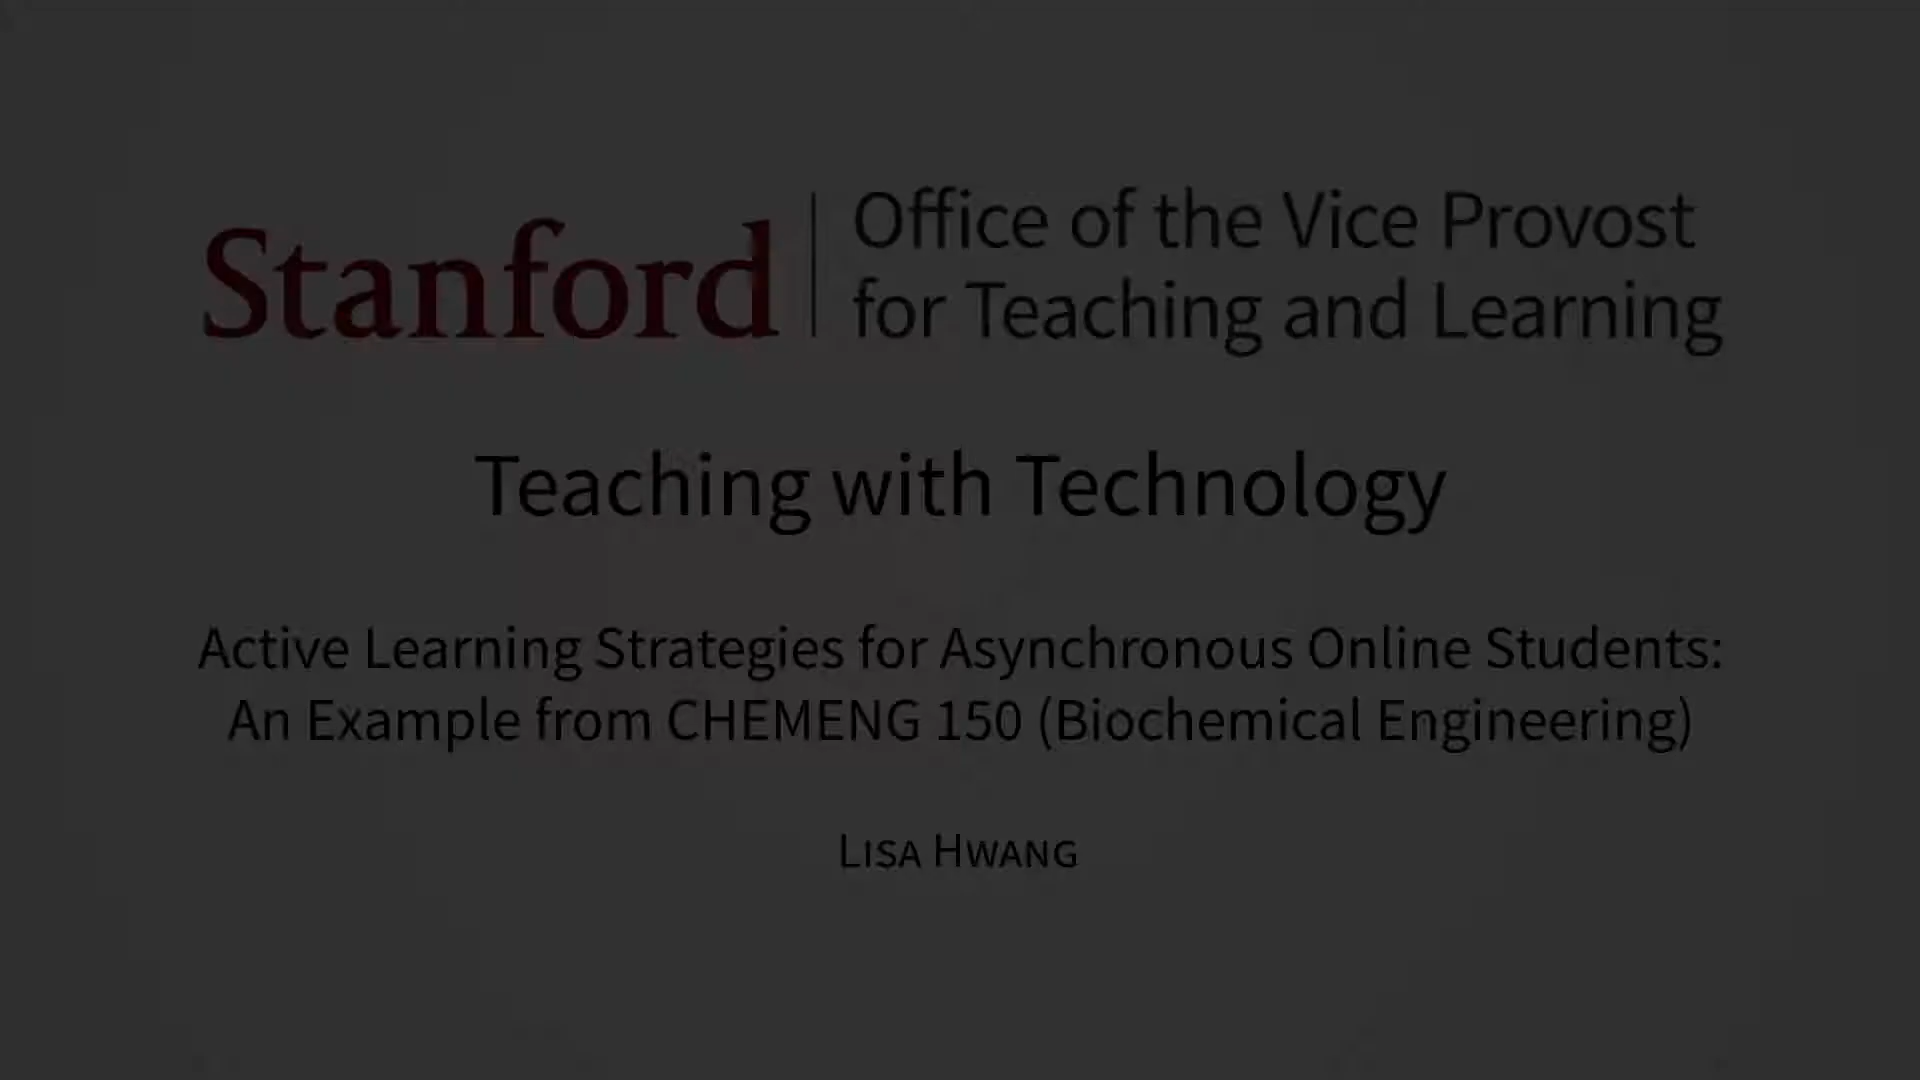 Stanford
Office of the Vice Provost
for Teaching and Learning
Teaching with Technology
Active Learning Strategies for Asynchronous Online Students:
An Example from CHEMENG 150 (Biochemical Engineering)
Lisa Hwang